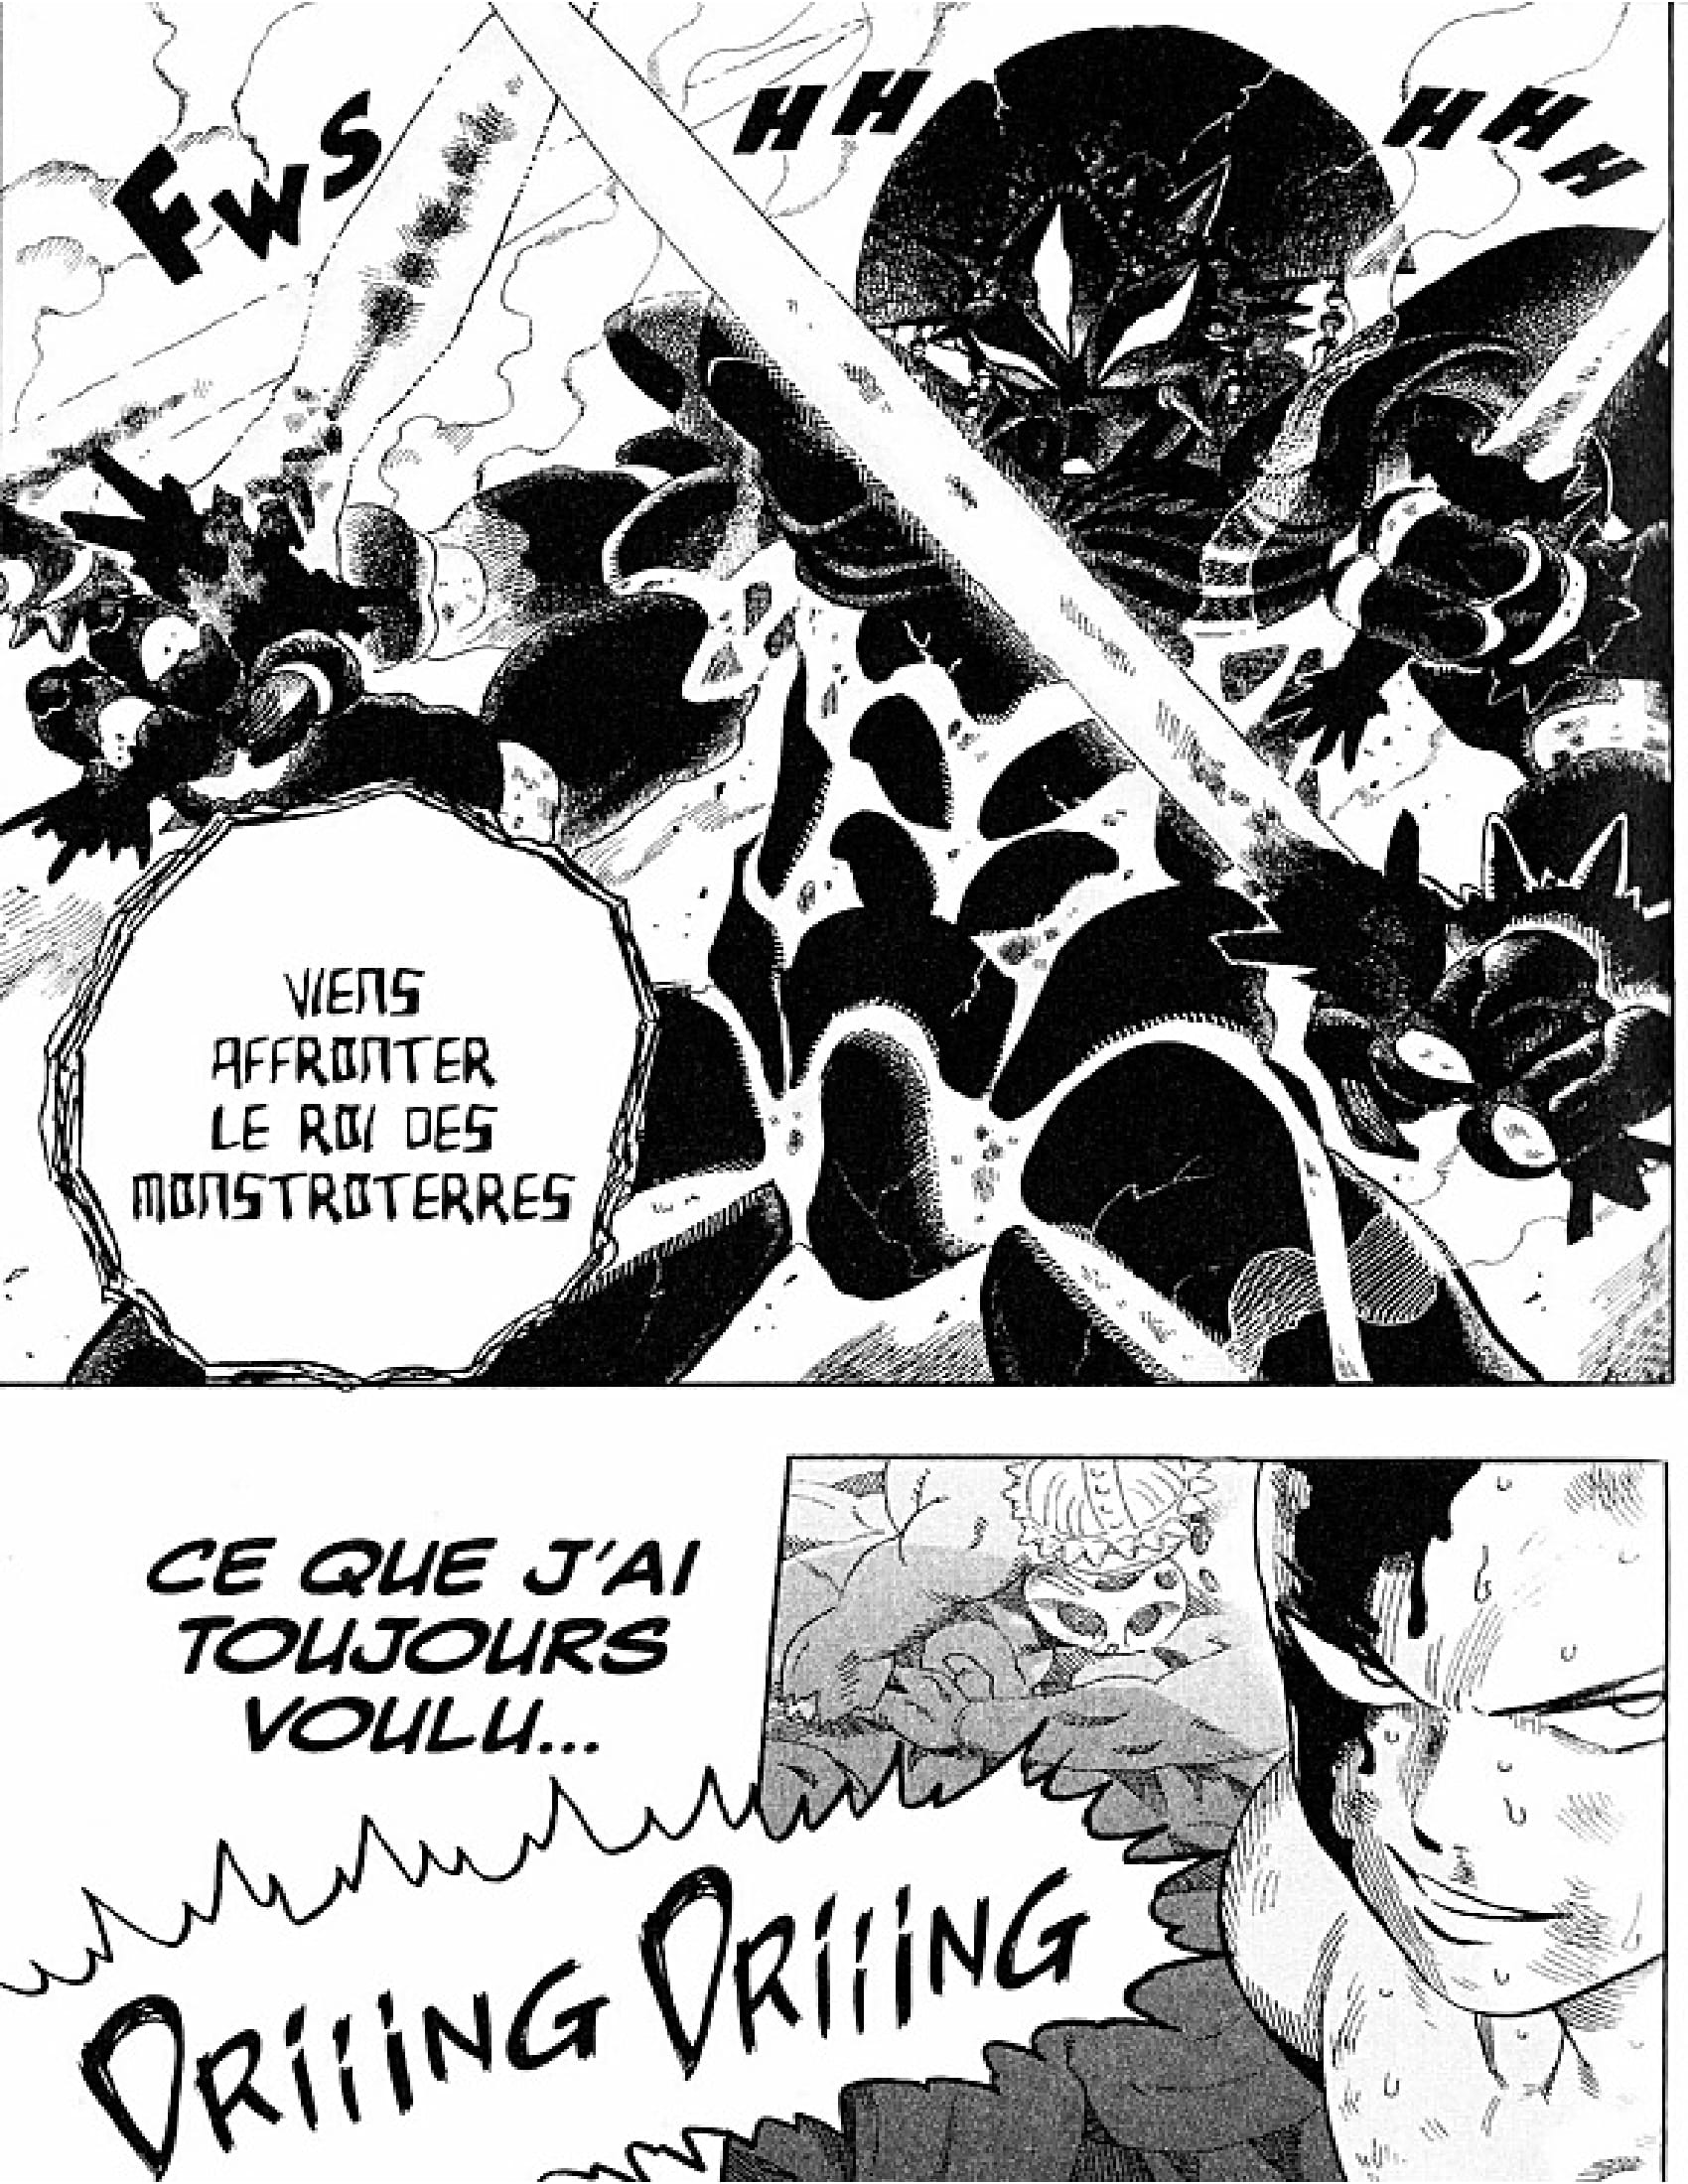 FWS
HH
HHH
VIENS
AFFRONTER
LE ROI DES
MONSTROTERRES
CE QUE J'AI
TOUJOURS
VOULU...
DRiiiNG DRiiiNG